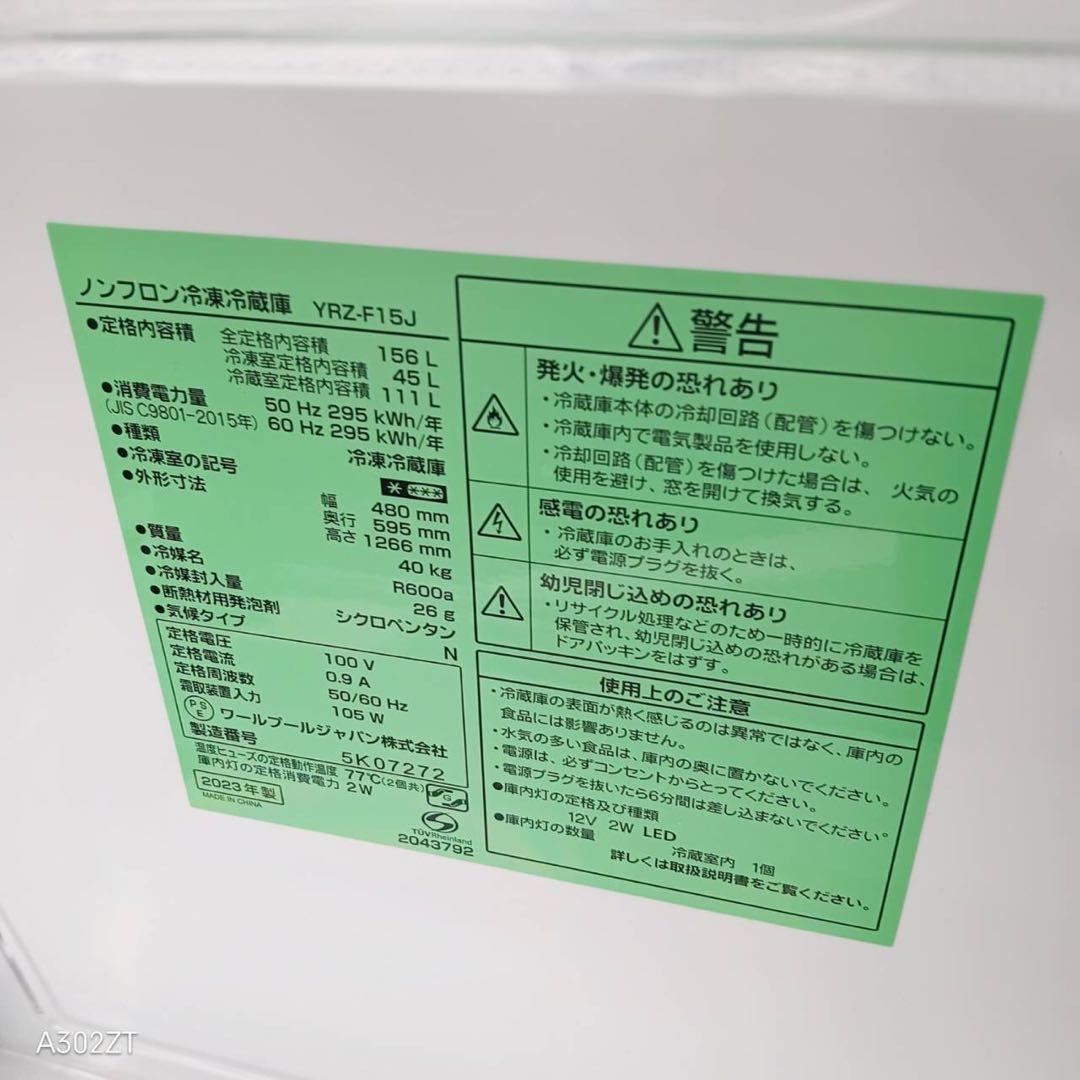 ノンフロン冷凍冷蔵庫 YRZ-F15J
●定格内容積 全定格内容積 156 L
冷凍室定格内容積 45 L
冷蔵室定格内容積 111 L
●消費電力量 50 Hz 295 kWh/年
(JIS C9801-2015年) 60 Hz 295 kWh/年
●種類 冷凍冷蔵庫
●冷凍室の記号
●外形寸法 幅 480 mm
奥行 595 mm
高さ 1266 mm
●質量 40 kg
●冷媒名 R600a
●冷媒封入量 26 g
●断熱材用発泡剤 シクロペンタン
●気候タイプ N
定格電圧 100 V
定格電流 0.9 A
定格周波数 50/60 Hz
霜取装置入力 105 W
PSE ワールプールジャパン株式会社
製造番号 5K07272
温度ヒューズの定格動作温度 77℃(2個共)
庫内灯の定格消費電力 2W
2023年製
MADE IN CHINA
TÜVRheinland
2043792
警告
発火・爆発の恐れあり
・冷蔵庫本体の冷却回路(配管)を傷つけない。
・冷蔵庫内で電気製品を使用しない。
・冷却回路(配管)を傷つけた場合は、火気の
使用を避け、窓を開けて換気する。
感電の恐れあり
・冷蔵庫のお手入れのときは、
必ず電源プラグを抜く。
幼児閉じ込めの恐れあり
・リサイクル処理などのため一時的に冷蔵庫を
保管され、幼児閉じ込めの恐れがある場合は、
ドアパッキンをはずす。
使用上のご注意
・冷蔵庫の表面が熱く感じるのは異常ではなく、庫内の
食品には影響ありません。
・水気の多い食品は、庫内の奥に置かないでください。
・電源は、必ずコンセントからとってください。
・電源プラグを抜いたら6分間は差し込まないでください。
●庫内灯の定格及び種類
12V 2W LED
●庫内灯の数量 冷蔵室内 1個
詳しくは取扱説明書をご覧ください。
A302ZT